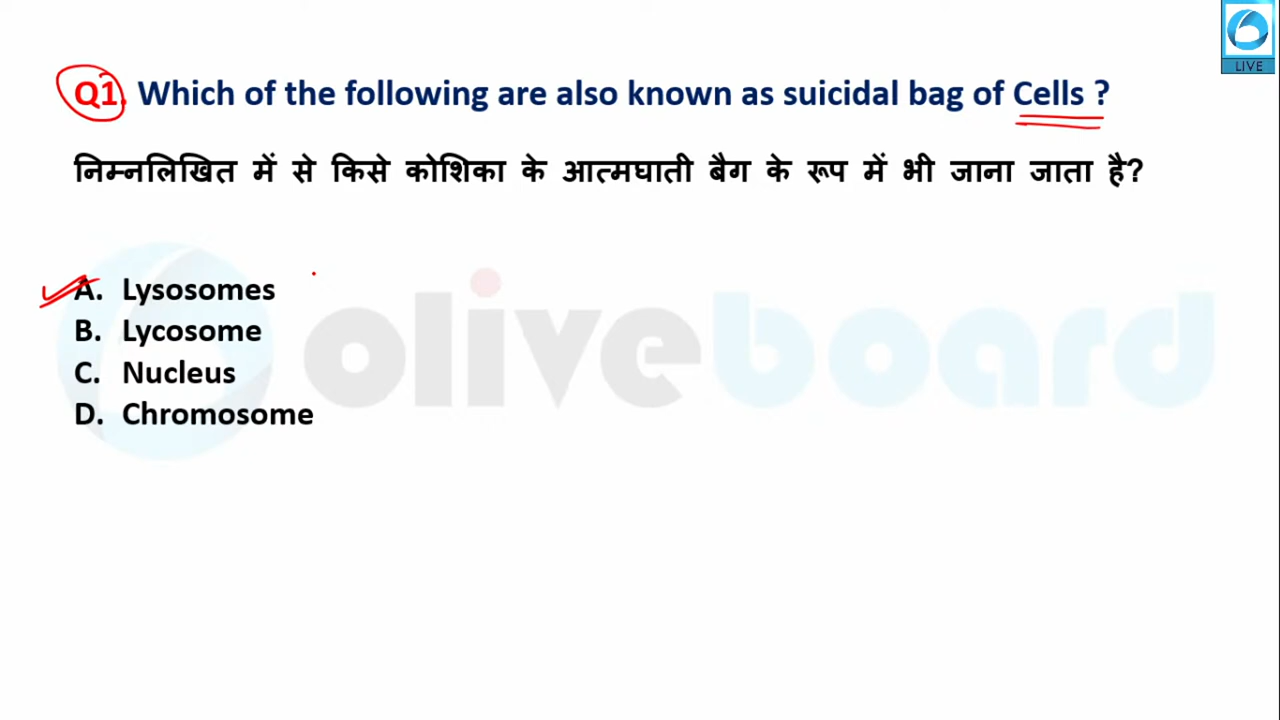 LIVE
Q1. Which of the following are also known as suicidal bag of Cells ?
निम्नलिखित में से किसे कोशिका के आत्मघाती बैग के रूप में भी जाना जाता है?
A. Lysosomes
B. Lycosome
C. Nucleus
D. Chromosome
oliveboard